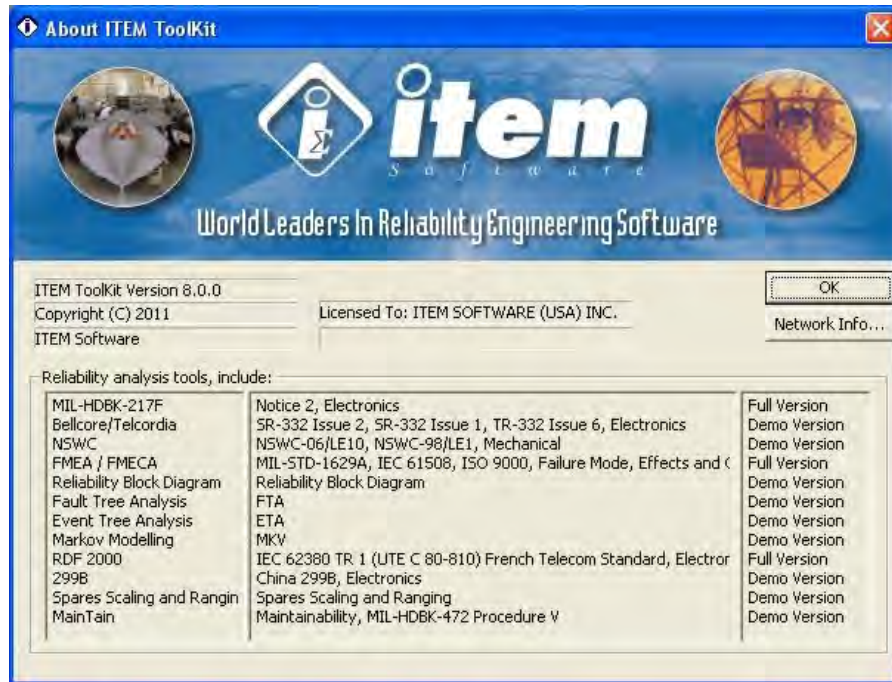 About ITEM ToolKit
item
Software
World Leaders In Reliability Engineering Software
ITEM ToolKit Version 8.0.0
Copyright (C) 2011
Licensed To: ITEM SOFTWARE (USA) INC.
ITEM Software
OK
Network Info...
Reliability analysis tools, include:
MIL-HDBK-217F Notice 2, Electronics Full Version
Bellcore/Telcordia SR-332 Issue 2, SR-332 Issue 1, TR-332 Issue 6, Electronics Demo Version
NSWC NSWC-06/LE10, NSWC-98/LE1, Mechanical Demo Version
FMEA / FMECA MIL-STD-1629A, IEC 61508, ISO 9000, Failure Mode, Effects and Full Version
Reliability Block Diagram Reliability Block Diagram Demo Version
Fault Tree Analysis FTA Demo Version
Event Tree Analysis ETA Demo Version
Markov Modelling MKV Demo Version
RDF 2000 IEC 62380 TR 1 (UTE C 80-810) French Telecom Standard, Electror Full Version
299B China 299B, Electronics Demo Version
Spares Scaling and Rangin Spares Scaling and Ranging Demo Version
MainTain Maintainability, MIL-HDBK-472 Procedure V Demo Version